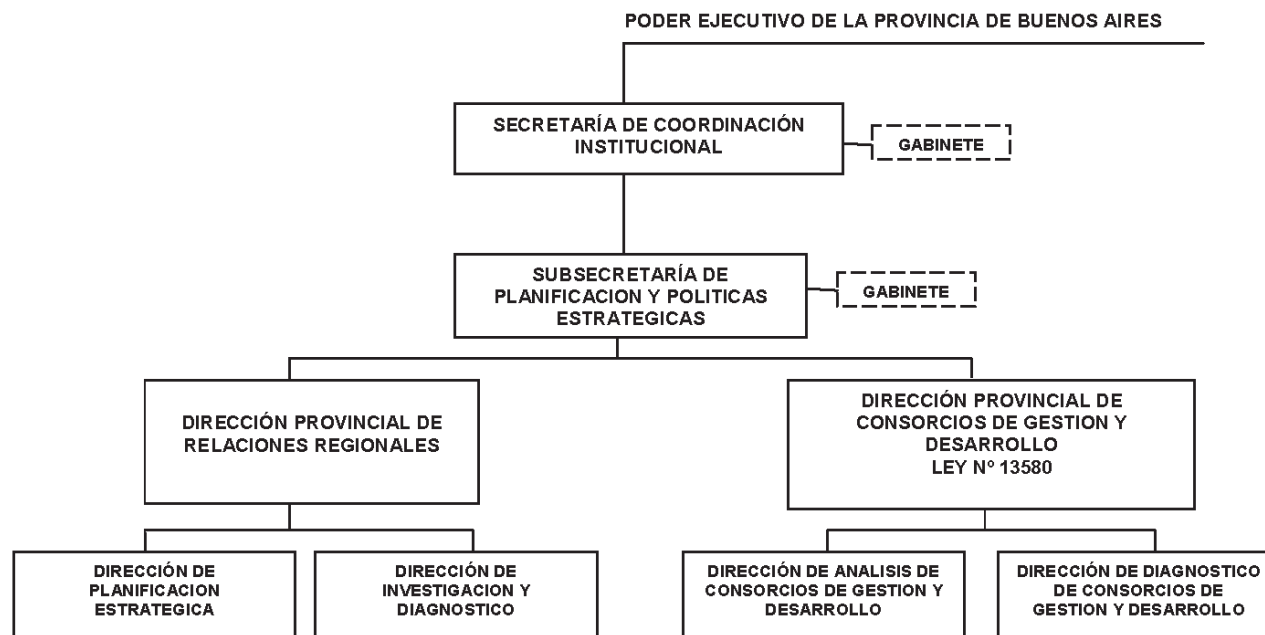 PODER EJECUTIVO DE LA PROVINCIA DE BUENOS AIRES
SECRETARÍA DE COORDINACIÓN
INSTITUCIONAL
GABINETE
SUBSECRETARÍA DE
PLANIFICACION Y POLITICAS
ESTRATEGICAS
GABINETE
DIRECCIÓN PROVINCIAL DE
RELACIONES REGIONALES
DIRECCIÓN PROVINCIAL DE
CONSORCIOS DE GESTION Y
DESARROLLO
LEY Nº 13580
DIRECCIÓN DE
PLANIFICACION
ESTRATEGICA
DIRECCIÓN DE
INVESTIGACION Y
DIAGNOSTICO
DIRECCIÓN DE ANALISIS DE
CONSORCIOS DE GESTION Y
DESARROLLO
DIRECCIÓN DE DIAGNOSTICO
DE CONSORCIOS DE
GESTION Y DESARROLLO